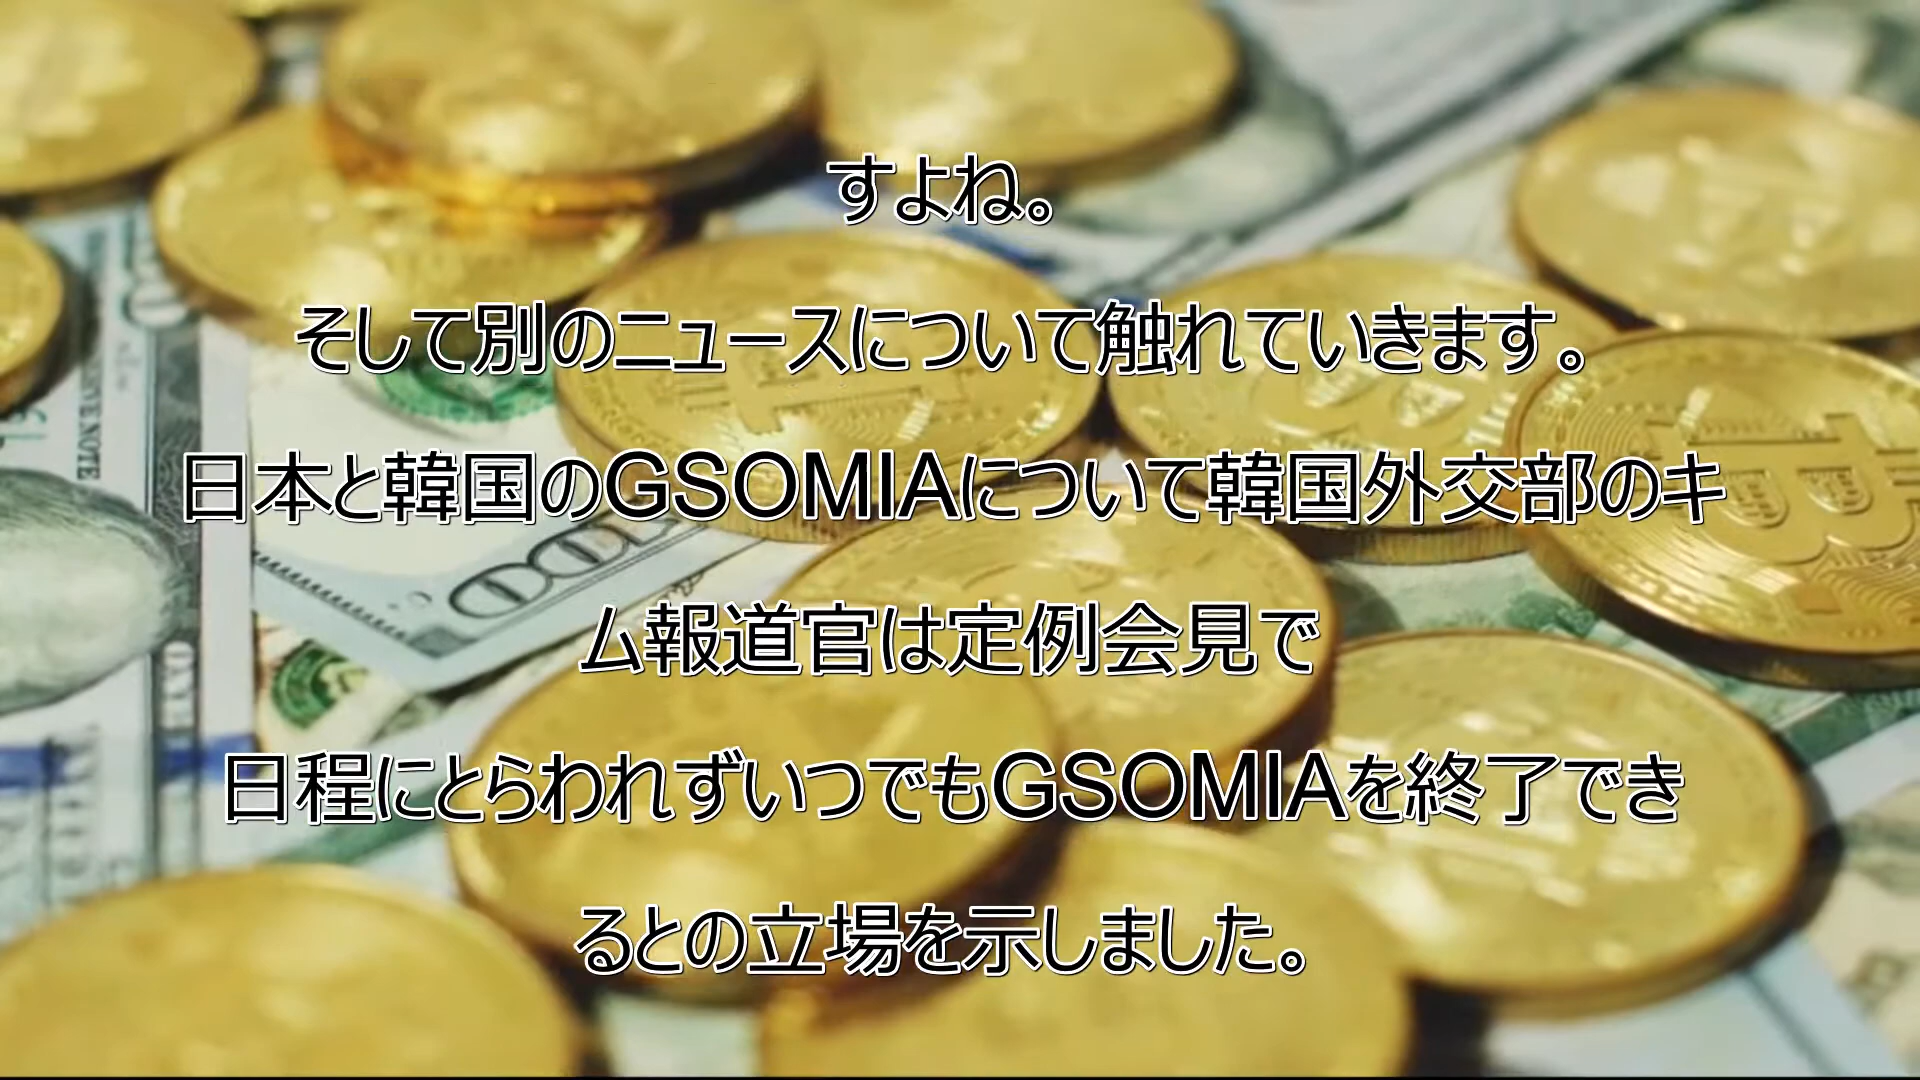 すよね。
そして別のニュースについて触れていきます。
日本と韓国のGSOMIAについて韓国外交部のキ
ム報道官は定例会見で
日程にとらわれずいつでもGSOMIAを終了でき
るとの立場を示しました。